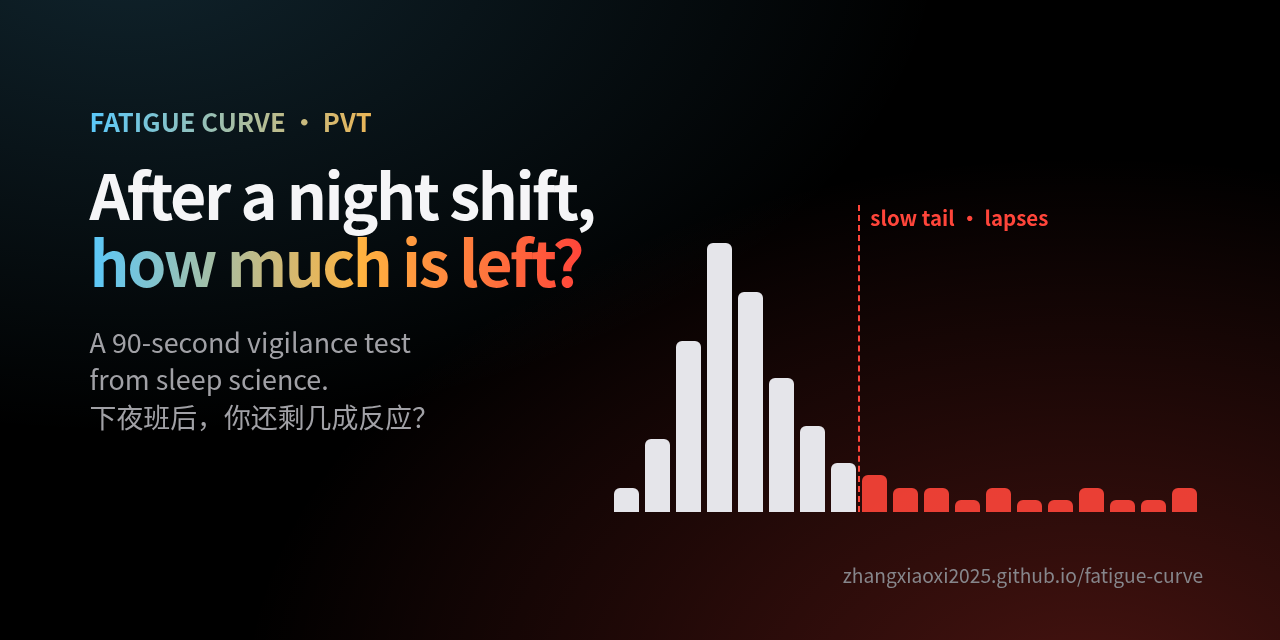 FATIGUE CURVE · PVT
After a night shift,
how much is left?
A 90-second vigilance test
from sleep science.
下夜班后，你还剩几成反应？
slow tail · lapses
zhangxiaoxi2025.github.io/fatigue-curve